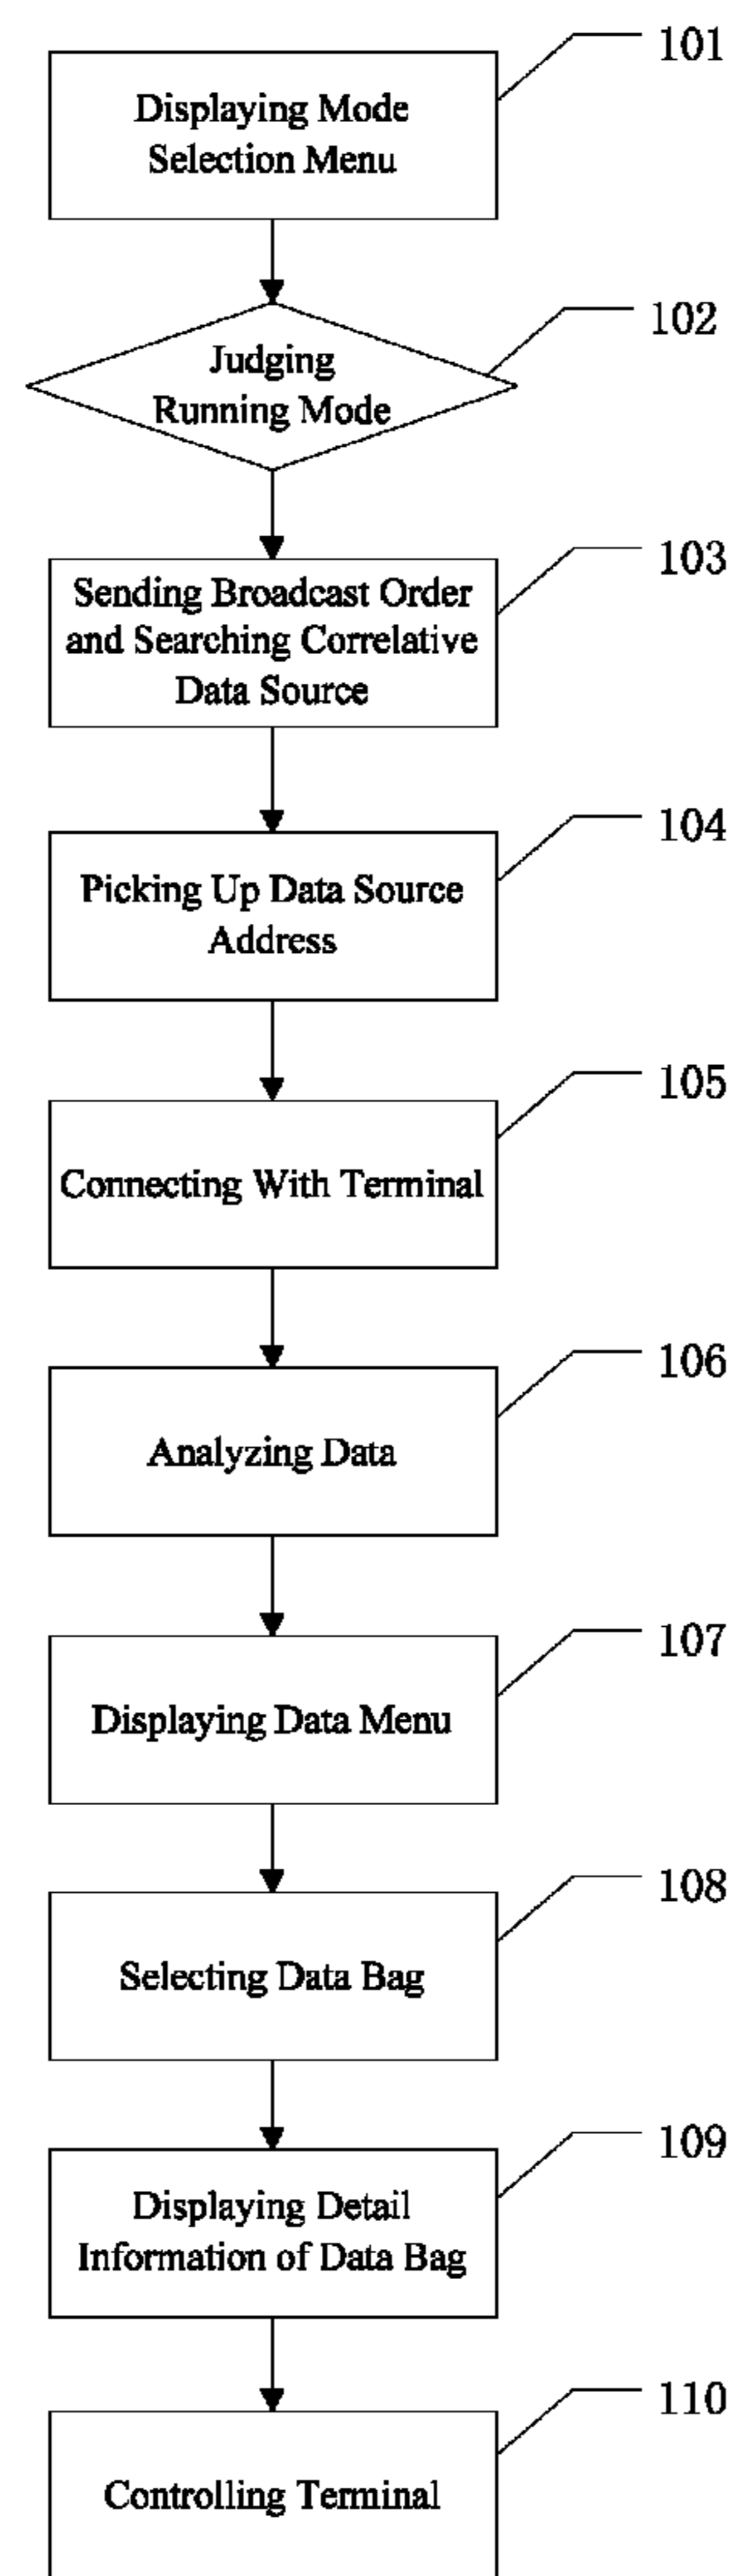 101
Displaying Mode
Selection Menu
102
Judging
Running Mode
103
Sending Broadcast Order
and Searching Correlative
Data Source
104
Picking Up Data Source
Address
105
Connecting With Terminal
106
Analyzing Data
107
Displaying Data Menu
108
Selecting Data Bag
109
Displaying Detail
Information of Data Bag
110
Controlling Terminal